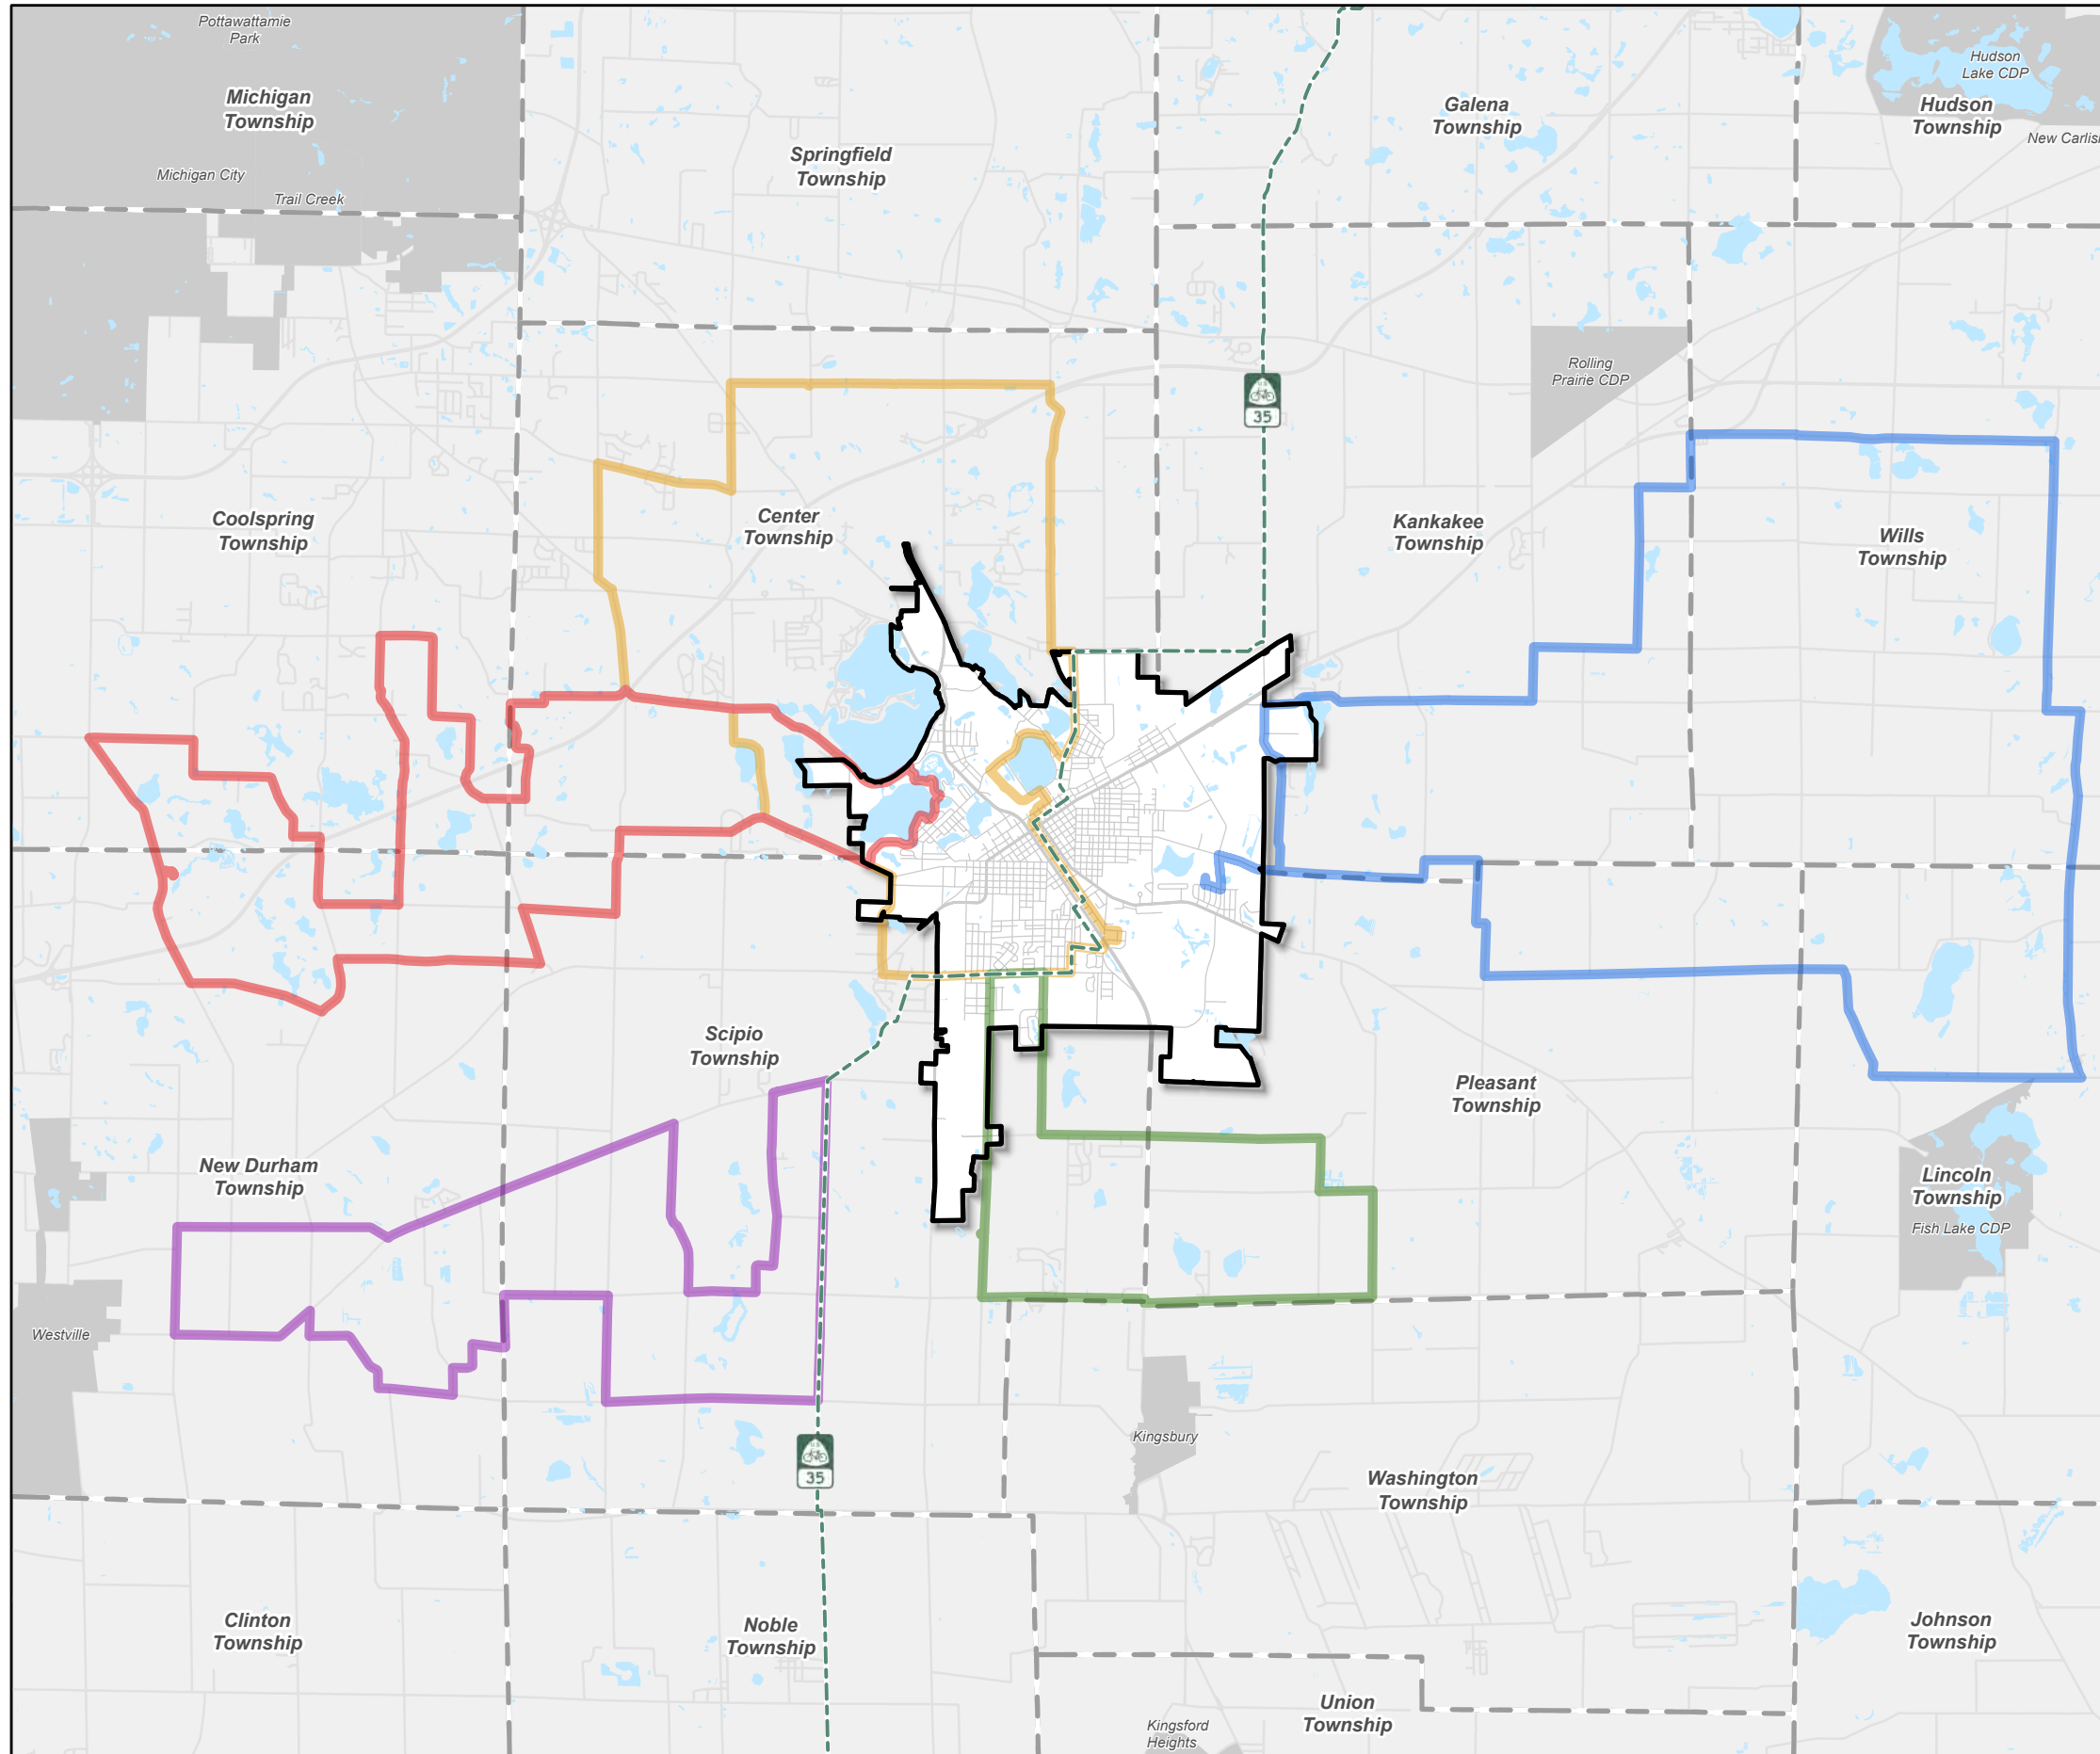 Pottawattamie
Park
Michigan
Township
Michigan City
Trail Creek
Springfield
Township
Galena
Township
Hudson
Lake CDP
Hudson
Township
Rolling
Prairie CDP
35
Coolspring
Township
Center
Township
Kankakee
Township
Wills
Township
Scipio
Township
Pleasant
Township
New Durham
Township
Lincoln
Township
Fish Lake CDP
Westville
Kingsbury
35
Washington
Township
Clinton
Township
Noble
Township
Johnson
Township
Union
Township
Kingsford
Heights